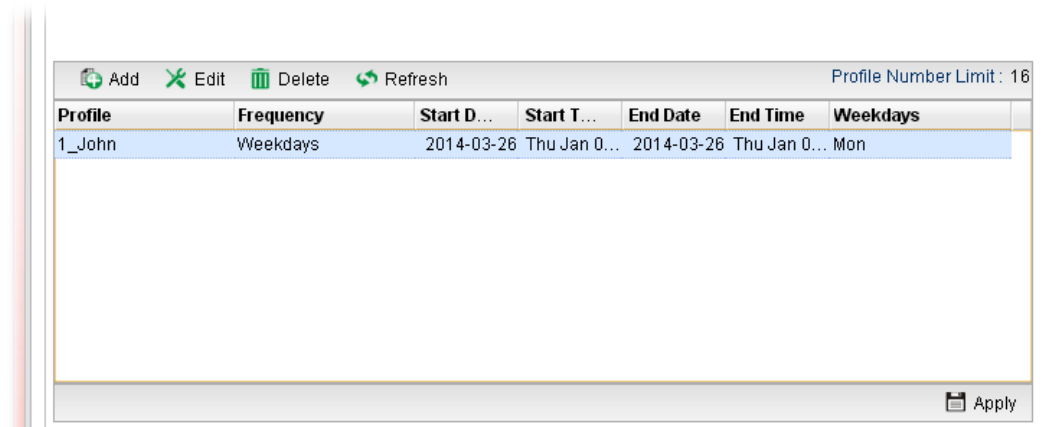 Add Edit Delete Refresh Profile Number Limit : 16
Profile Frequency Start D... Start T... End Date End Time Weekdays
1_John Weekdays 2014-03-26 Thu Jan 0... 2014-03-26 Thu Jan 0... Mon
Apply